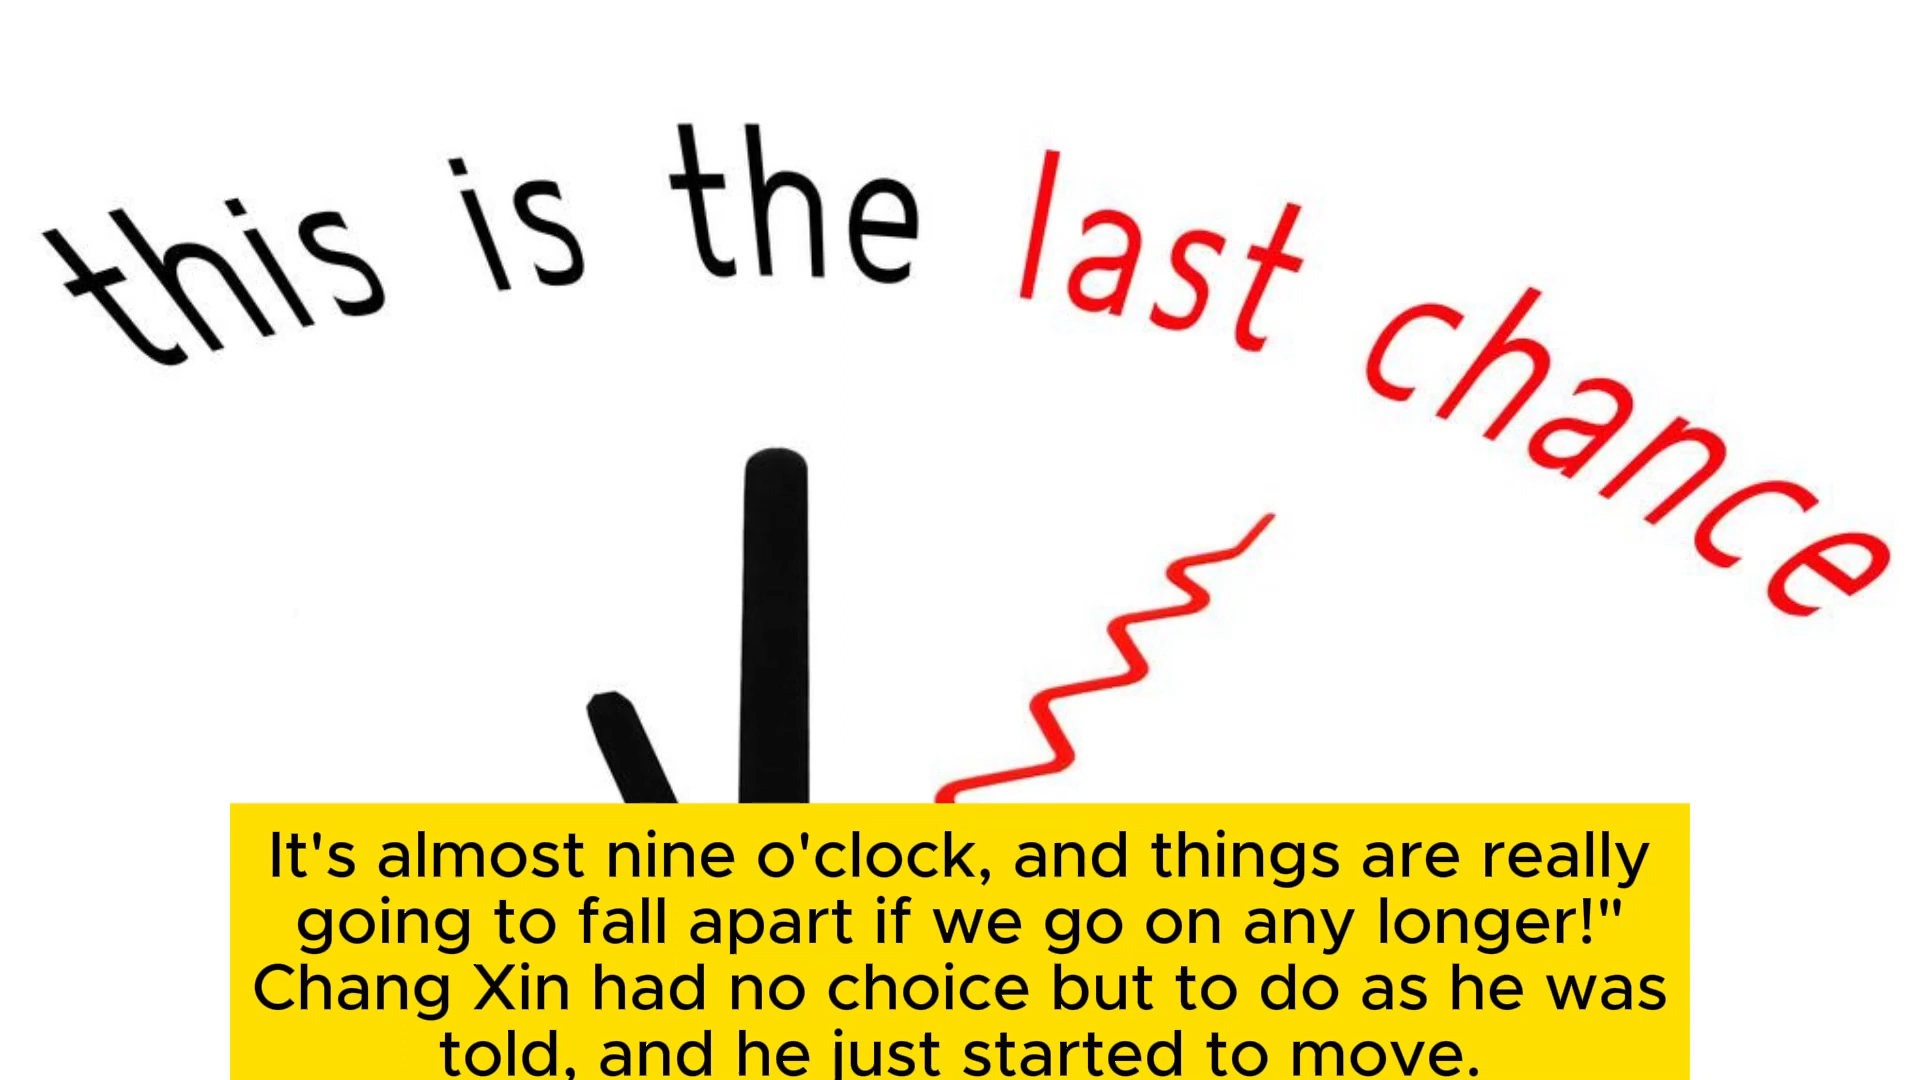 this is the last chance
It's almost nine o'clock, and things are really
going to fall apart if we go on any longer!"
Chang Xin had no choice but to do as he was
told, and he just started to move.